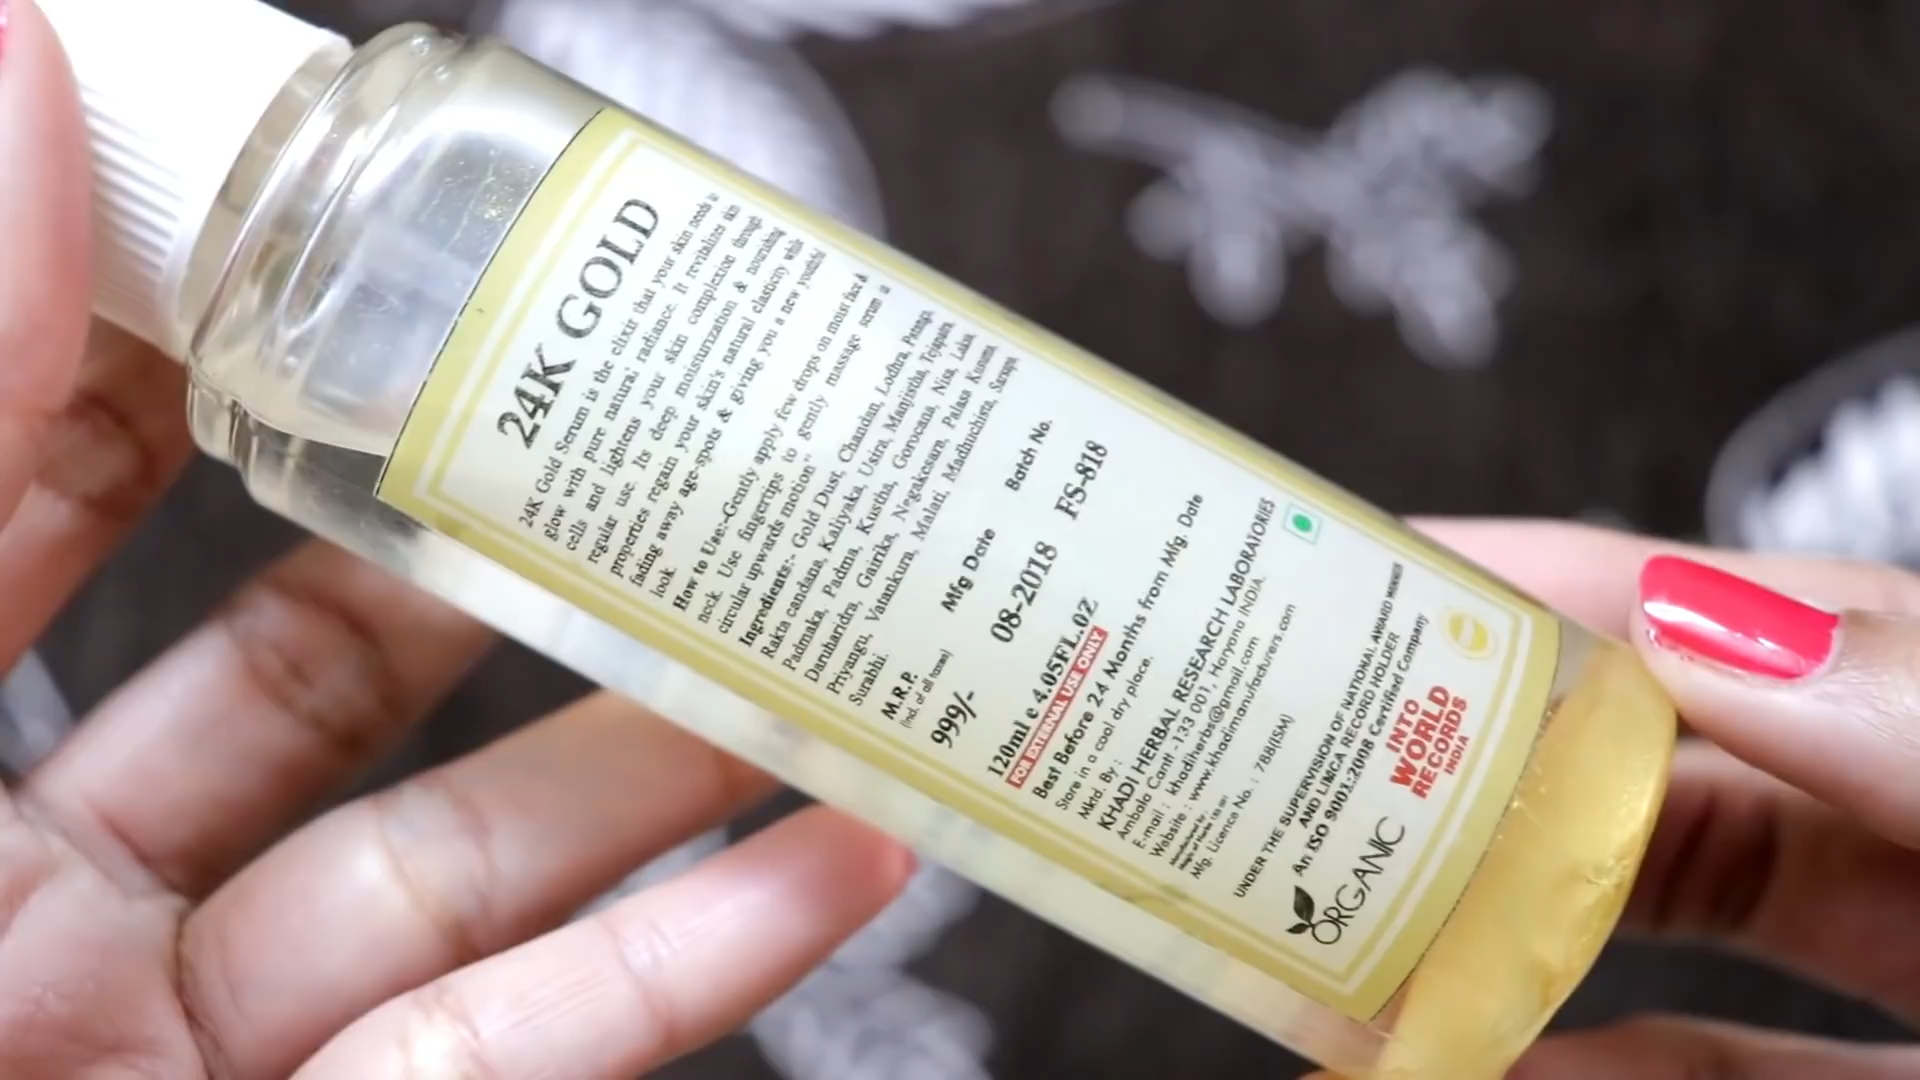 24K GOLD
24K Gold Serum is the elixir that your skin needs to
glow with pure natural radiance. It revitalizes skin
cells and lightens your skin complexion through
regular use. Its deep moisturization & nourishing
properties regain your skin's natural elasticity while
fading away age-spots & giving you a new youthful
look.
How to Use:-Gently apply few drops on moist face &
neck. Use fingertips to gently massage serum in
circular upwards motion"
Ingredients:- Gold Dust, Chandan, Lodhra, Patanga,
Rakta candana, Kaliyaka, Ustra, Manjistha, Tejapatra,
Padmaka, Padma, Kustha, Gorocana, Nisa, Laksa,
Daruharidra, Gairika, Nagakesara, Palasa Kusuma,
Priyangu, Vatankura, Malati, Madhuchista, Sarsapa
Surabhi.
M.R.P. Mfg Date Batch No.
(Incl. of all taxes)
999/- 08-2018 FS-818
120ml e 4.05FL.OZ
FOR EXTERNAL USE ONLY
Best Before 24 Months from Mfg. Date
Store in a cool dry place.
Mktd. By :
KHADI HERBAL RESEARCH LABORATORIES
Ambala Cantt -133 001, Haryana INDIA.
E-mail : khadiherbs@gmail.com
Website : www.khadimanufacturers.com
Manufactured by :
Mfg. Licence No. : 788(ISM)
UNDER THE SUPERVISION OF NATIONAL AWARD WINNER
AND LIMCA RECORD HOLDER
An ISO 9001:2008 Certified Company
ORGANIC
INTO
WORLD
RECORDS
INDIA